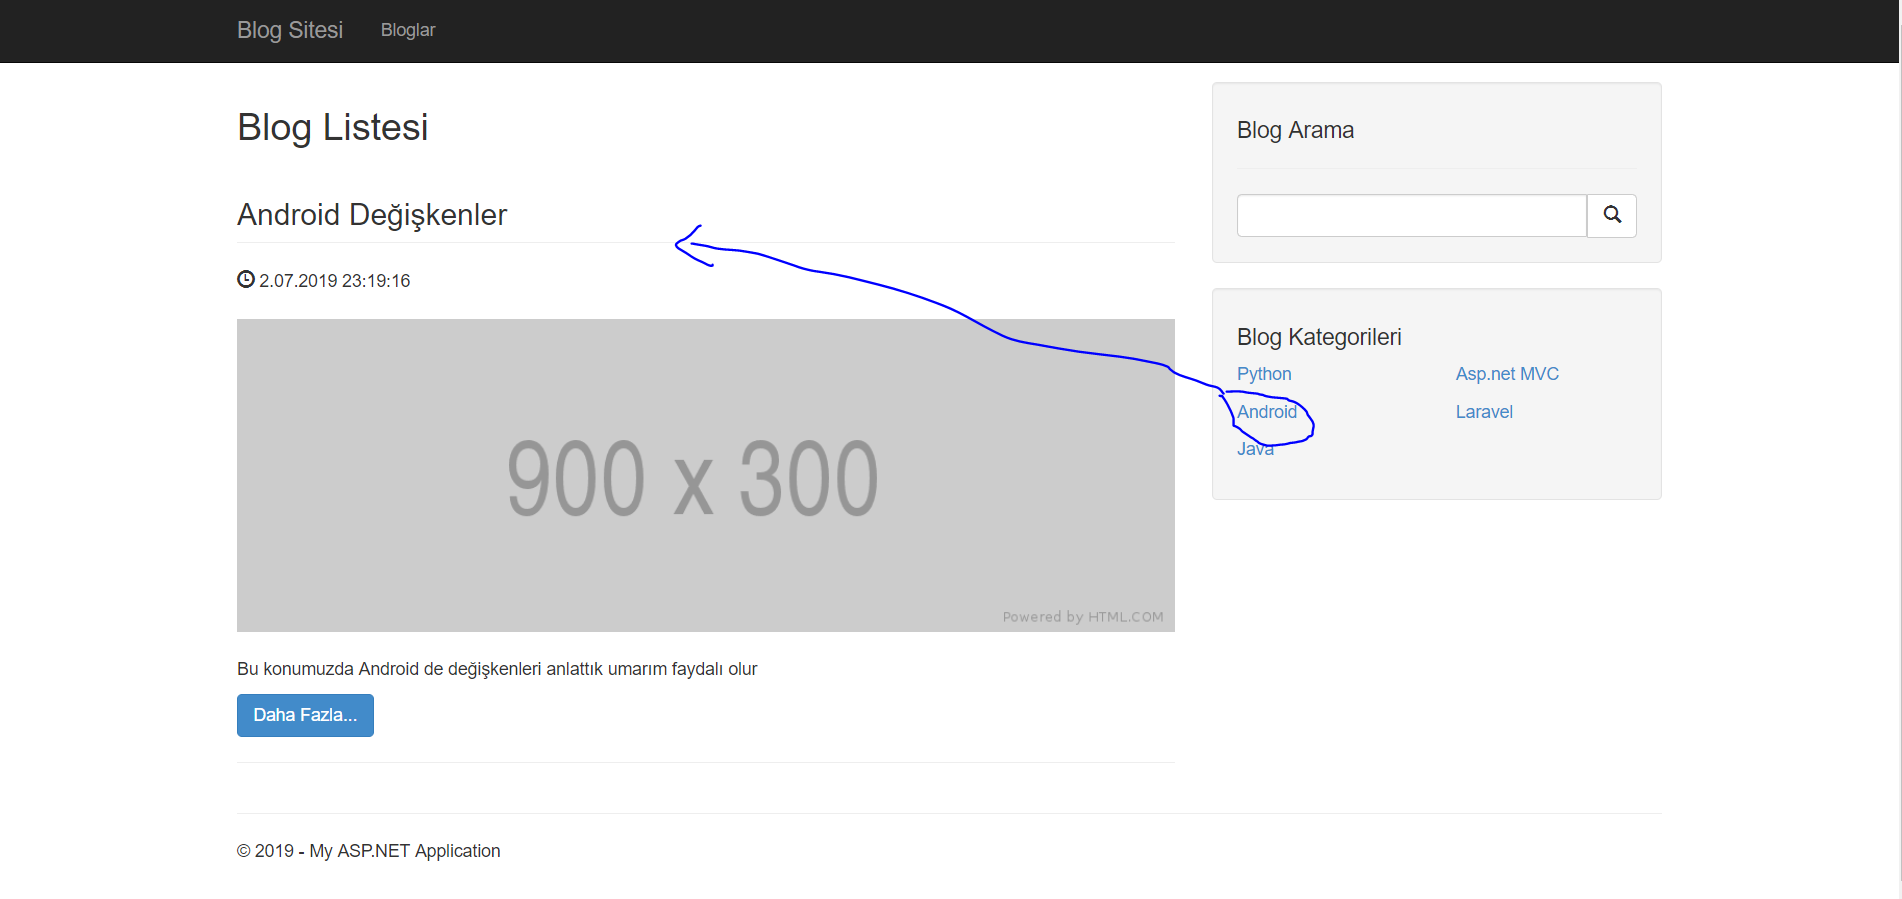 Blog Sitesi Bloglar
Blog Listesi
Android Değişkenler
2.07.2019 23:19:16
900 x 300
Powered by HTML.COM
Bu konumuzda Android de değişkenleri anlattık umarım faydalı olur
Daha Fazla...
Blog Arama
Blog Kategorileri
Python Asp.net MVC
Android Laravel
Java
© 2019 - My ASP.NET Application